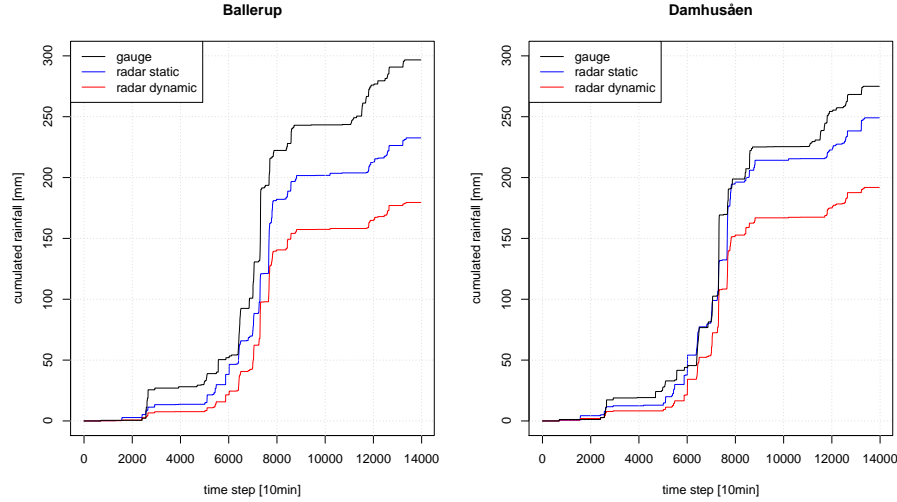 Ballerup
gauge
radar static
radar dynamic
cumulated rainfall [mm]
300
250
200
150
100
50
0
0 2000 4000 6000 8000 10000 12000 14000
time step [10min]
Damhusåen
gauge
radar static
radar dynamic
cumulated rainfall [mm]
300
250
200
150
100
50
0
0 2000 4000 6000 8000 10000 12000 14000
time step [10min]